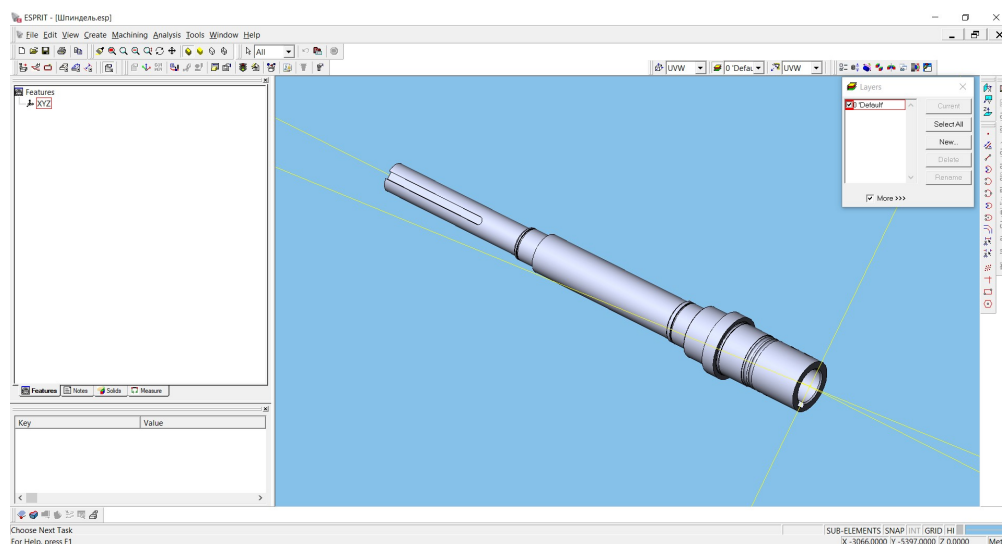 ESPRIT - [Шпиндель.esp]
File Edit View Create Machining Analysis Tools Window Help
All
UVW
0 'Defau
UVW
Features
XYZ
Layers
0 'Default'
Current
Select All
New...
Delete
Rename
More >>>
Features Notes Solids Measure
Key Value
Choose Next Task
SUB-ELEMENTS SNAP INT GRID HI
For Help, press F1
X -3066.0000 Y -5397.0000 Z 0.0000 Met